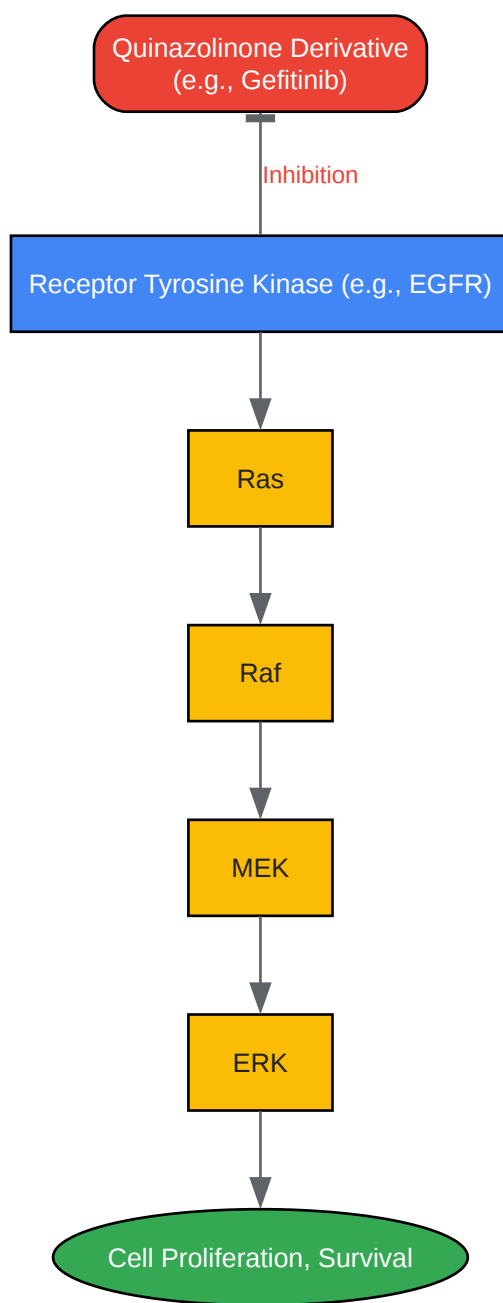 Quinazolinone Derivative
(e.g., Gefitinib)
Inhibition
Receptor Tyrosine Kinase (e.g., EGFR)
Ras
Raf
MEK
ERK
Cell Proliferation, Survival